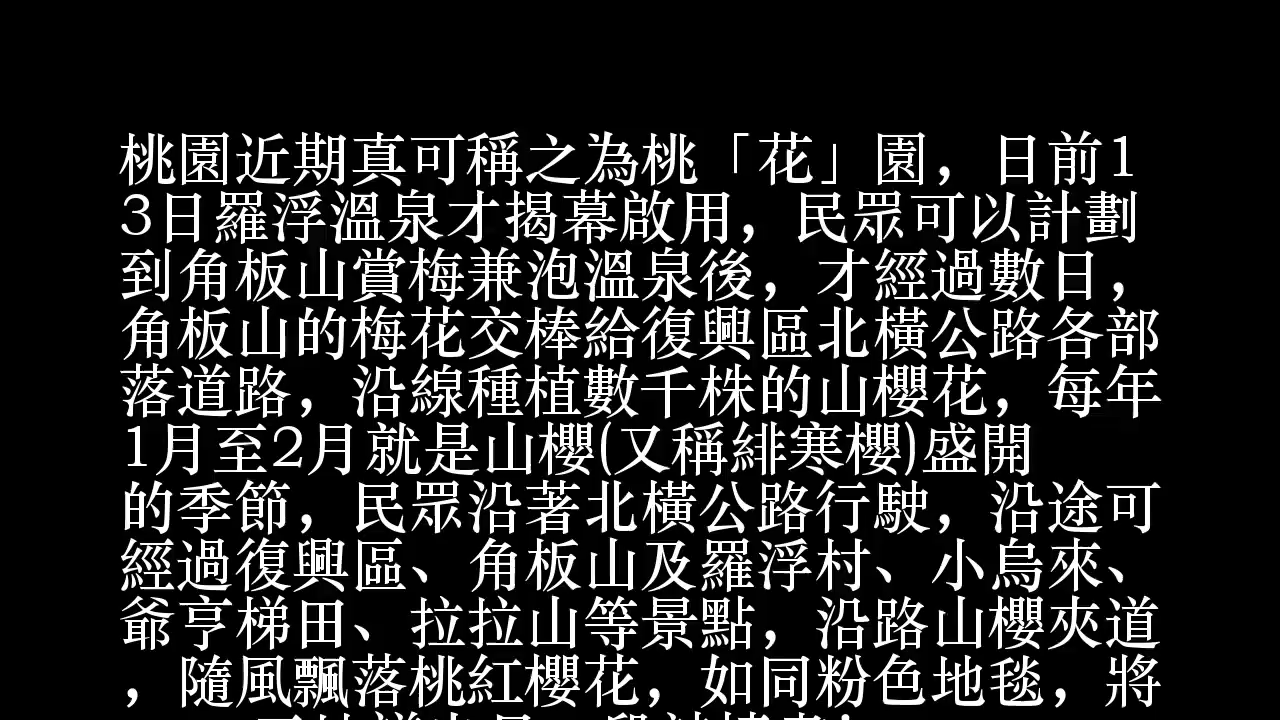 桃園近期真可稱之為桃「花」園，日前1
3日羅浮溫泉才揭幕啟用，民眾可以計劃
到角板山賞梅兼泡溫泉後，才經過數日，
角板山的梅花交棒給復興區北橫公路各部
落道路，沿線種植數千株的山櫻花，每年
1月至2月就是山櫻(又稱緋寒櫻)盛開
的季節，民眾沿著北橫公路行駛，沿途可
經過復興區、角板山及羅浮村、小烏來、
爺亨梯田、拉拉山等景點，沿路山櫻夾道
，隨風飄落桃紅櫻花，如同粉色地毯，將